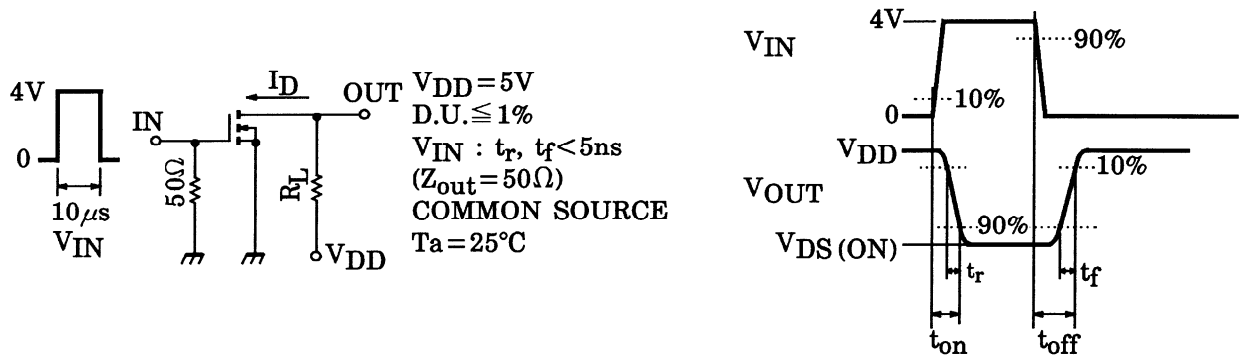 4V
0
10μs
VIN
IN
50Ω
ID
OUT
RL
VDD
VDD=5V
D.U.≦1%
VIN : tr, tf<5ns
(Zout=50Ω)
COMMON SOURCE
Ta=25°C
VIN
4V
90%
10%
0
VDD
10%
VOUT
90%
VDS (ON)
tr
tf
ton
toff